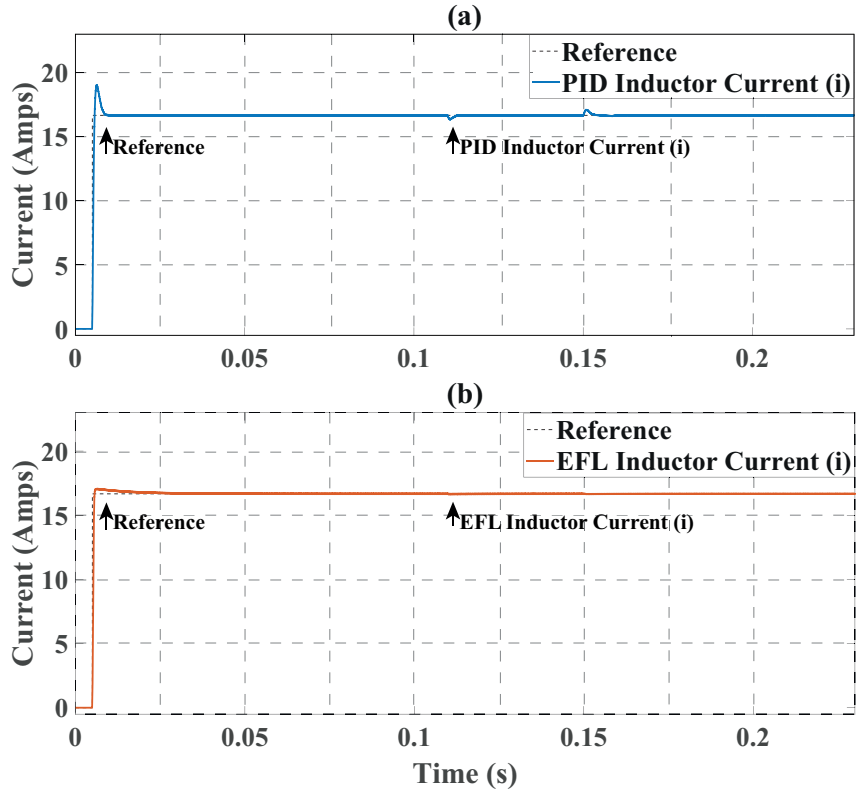 (a)
Current (Amps)
20
15
10
5
0
Reference
PID Inductor Current (i)
Reference
PID Inductor Current (i)
0
0.05
0.1
0.15
0.2
(b)
Current (Amps)
20
15
10
5
0
Reference
EFL Inductor Current (i)
Reference
EFL Inductor Current (i)
0
0.05
0.1
0.15
0.2
Time (s)